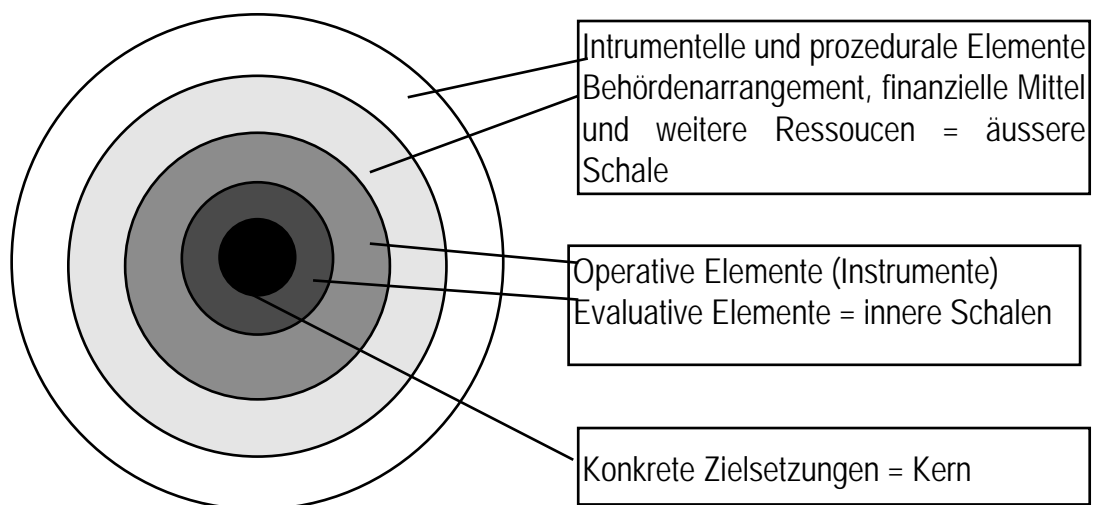 Intrumentelle und prozedurale Elemente
Behördenarrangement, finanzielle Mittel
und weitere Ressoucen = äussere
Schale
Operative Elemente (Instrumente)
Evaluative Elemente = innere Schalen
Konkrete Zielsetzungen = Kern